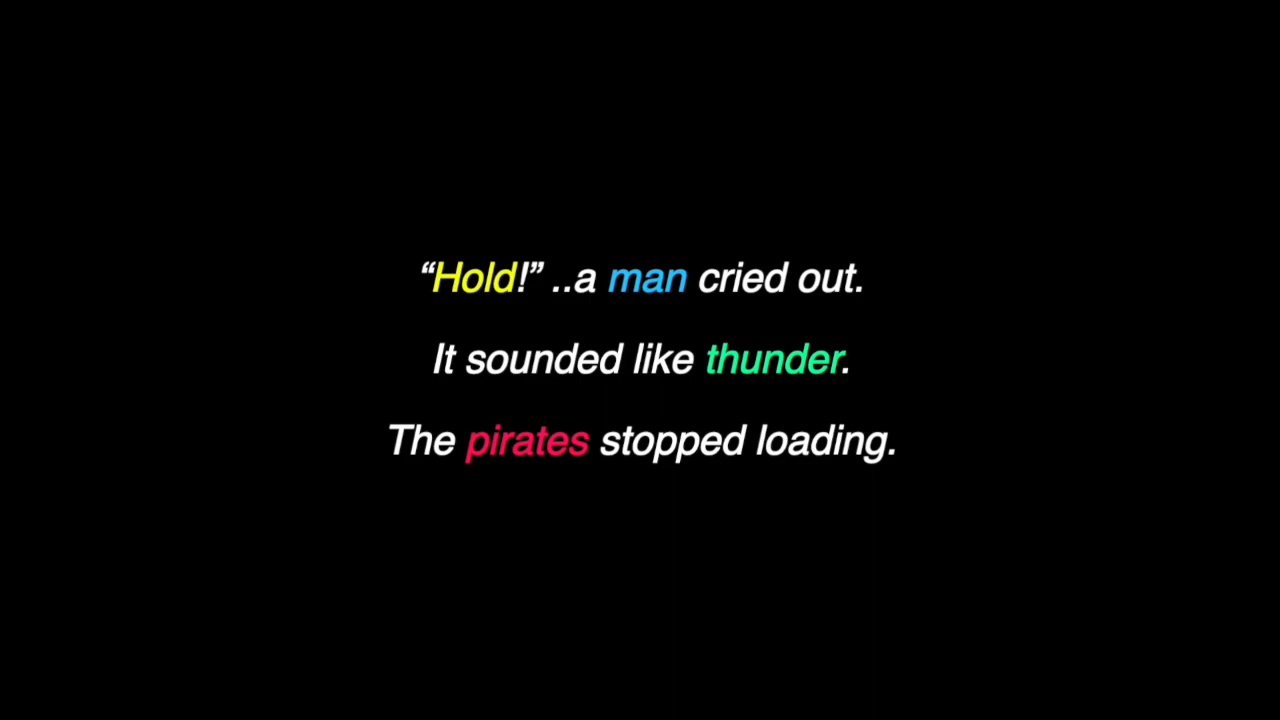 “Hold!” ..a man cried out.
It sounded like thunder.
The pirates stopped loading.